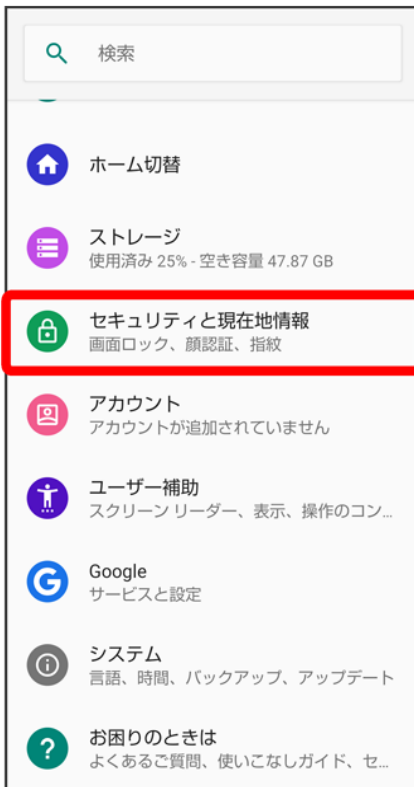 検索
ホーム切替
ストレージ
使用済み 25% - 空き容量 47.87 GB
セキュリティと現在地情報
画面ロック、顔認証、指紋
アカウント
アカウントが追加されていません
ユーザー補助
スクリーン リーダー、表示、操作のコン...
Google
サービスと設定
システム
言語、時間、バックアップ、アップデート
お困りのときは
よくあるご質問、使いこなしガイド、セ...